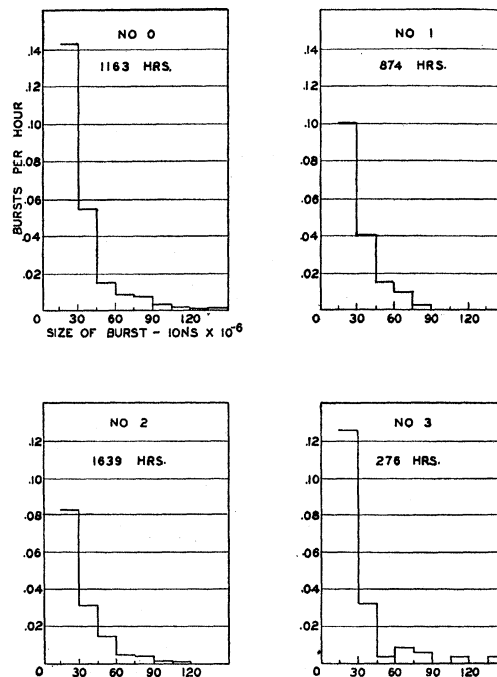 NO 0
1163 HRS.
.14
.12
.10
.08
.06
.04
.02
BURSTS PER HOUR
0 30 60 90 120
SIZE OF BURST - IONS X 10-6
NO 1
874 HRS.
.14
.12
.10
.08
.06
.04
.02
0 30 60 90 120
NO 2
1639 HRS.
.12
.10
.08
.06
.04
.02
0 30 60 90 120
NO 3
276 HRS.
.12
.10
.08
.06
.04
.02
0 30 60 90 120